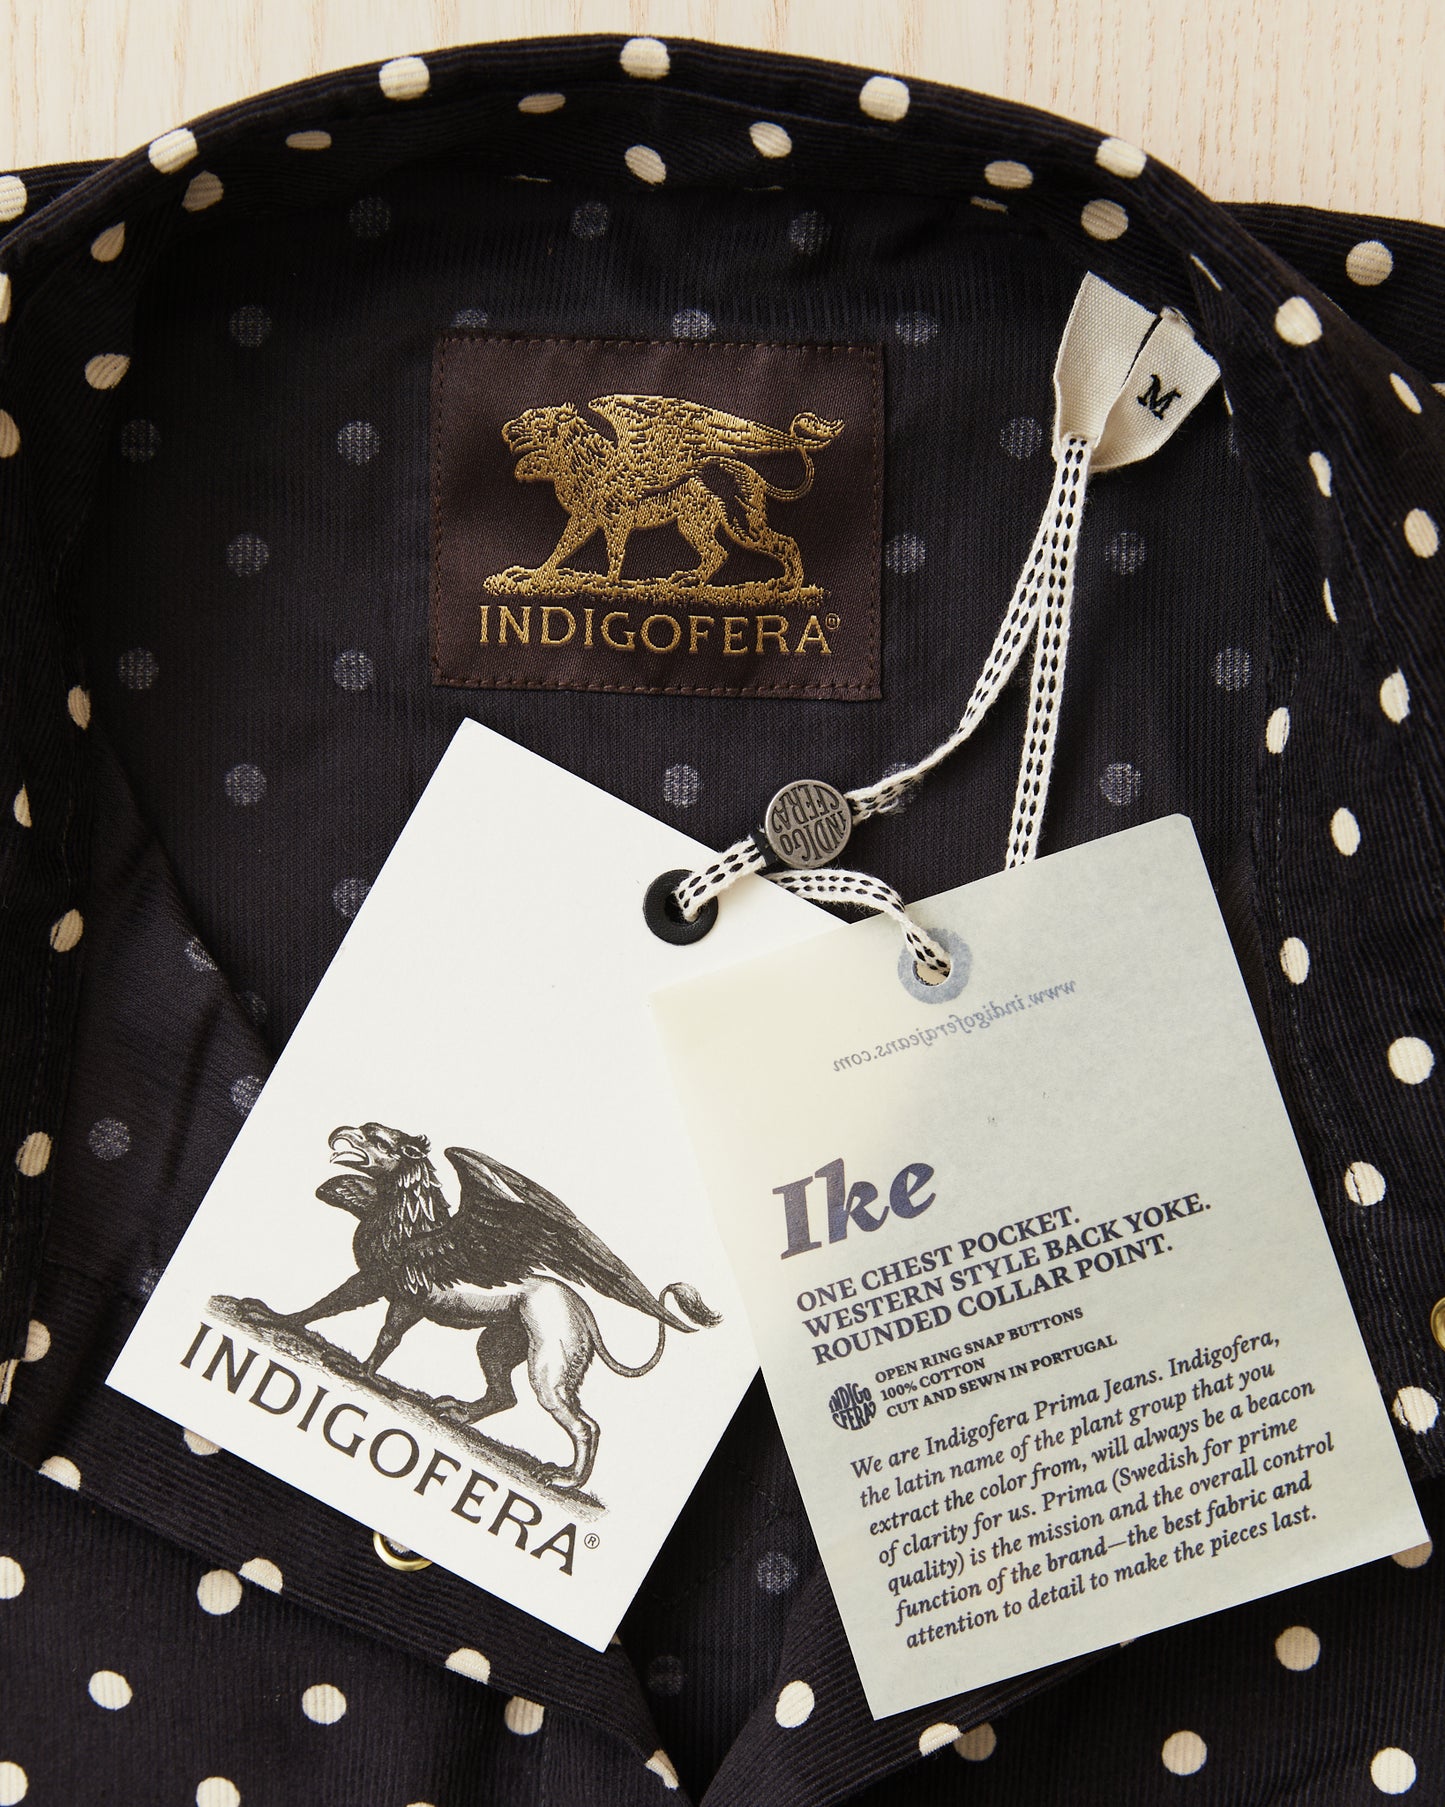 M
INDIGOFERA®
INDIGO
FERA
www.indigoferajeans.com
INDIGOFERA®
Ike
ONE CHEST POCKET.
WESTERN STYLE BACK YOKE.
ROUNDED COLLAR POINT.
INDIGO
FERA
OPEN RING SNAP BUTTONS
100% COTTON
CUT AND SEWN IN PORTUGAL
We are Indigofera Prima Jeans. Indigofera,
the latin name of the plant group that you
extract the color from, will always be a beacon
of clarity for us. Prima (Swedish for prime
quality) is the mission and the overall control
function of the brand—the best fabric and
attention to detail to make the pieces last.